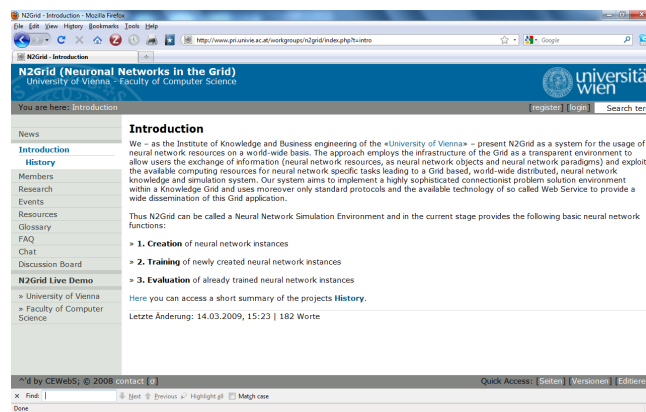 N2Grid - Introduction - Mozilla Firefox
File Edit View History Bookmarks Tools Help
http://www.pri.univie.ac.at/workgroups/n2grid/index.php?t=intro
Google
N2Grid - Introduction
N2Grid (Neuronal Networks in the Grid)
University of Vienna - Faculty of Computer Science
universitä
wien
You are here: Introduction
[register] [login] Search ter
News
Introduction
History
Members
Research
Events
Resources
Glossary
FAQ
Chat
Discussion Board
N2Grid Live Demo
» University of Vienna
» Faculty of Computer
Science
Introduction
We – as the Institute of Knowledge and Business engineering of the «University of Vienna» – present N2Grid as a system for the usage of
neural network resources on a world-wide basis. The approach employs the infrastructure of the Grid as a transparent environment to
allow users the exchange of information (neural network resources, as neural network objects and neural network paradigms) and exploit
the available computing resources for neural network specific tasks leading to a Grid based, world-wide distributed, neural network
knowledge and simulation system. Our system aims to implement a highly sophisticated connectionist problem solution environment
within a Knowledge Grid and uses moreover only standard protocols and the available technology of so called Web Service to provide a
wide dissemination of this Grid application.
Thus N2Grid can be called a Neural Network Simulation Environment and in the current stage provides the following basic neural network
functions:
» 1. Creation of neural network instances
» 2. Training of newly created neural network instances
» 3. Evaluation of already trained neural network instances
Here you can access a short summary of the projects History.
Letzte Änderung: 14.03.2009, 15:23 | 182 Worte
^'d by CEWebS; © 2008 contact [σ]
Quick Access: [Seiten] [Versionen] [Editiere
× Find: Next Previous Highlight all Match case
Done